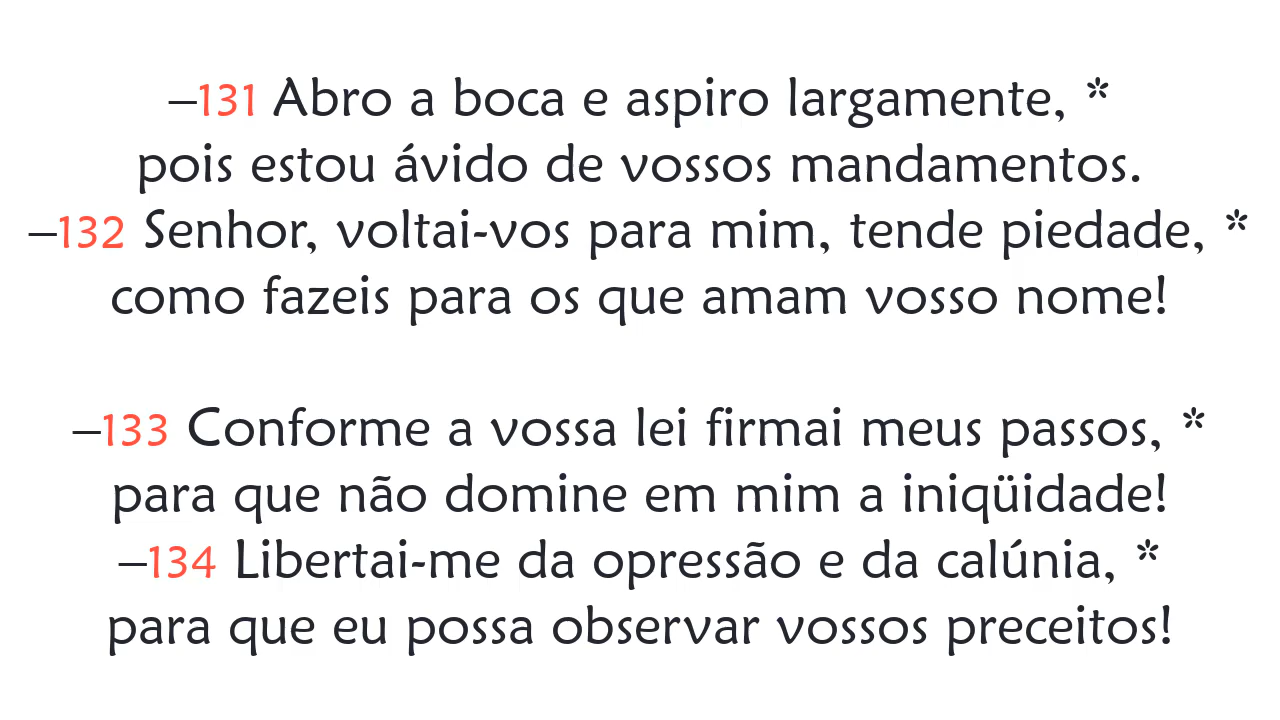 –131 Abro a boca e aspiro largamente, *
pois estou ávido de vossos mandamentos.
–132 Senhor, voltai-vos para mim, tende piedade, *
como fazeis para os que amam vosso nome!
–133 Conforme a vossa lei firmai meus passos, *
para que não domine em mim a iniqüidade!
–134 Libertai-me da opressão e da calúnia, *
para que eu possa observar vossos preceitos!